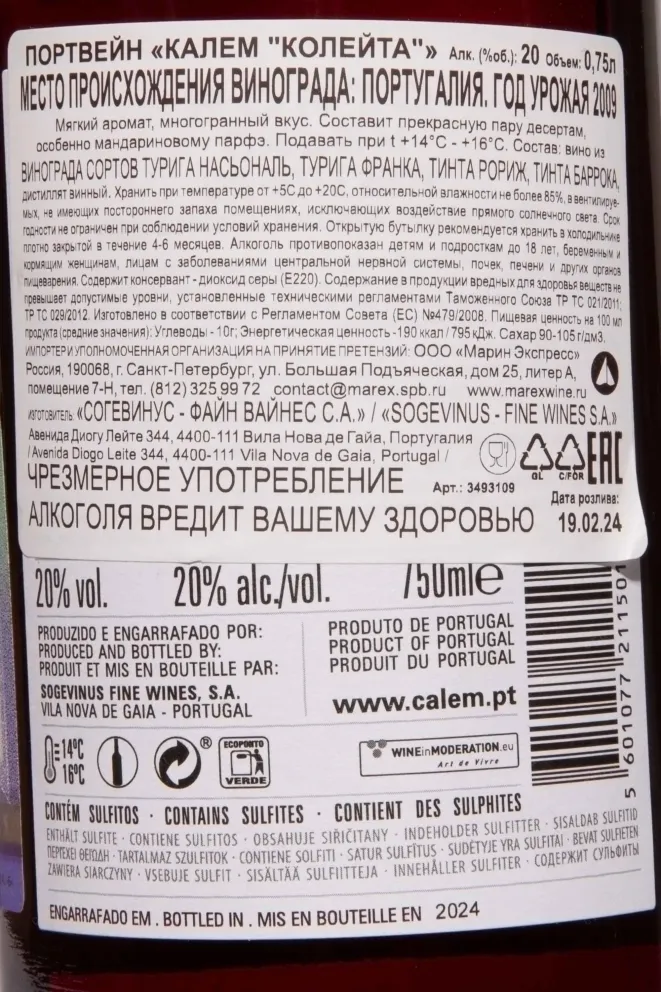 ПОРТВЕЙН «КАЛЕМ "КОЛЕЙТА"» Алк. (%об.): 20 Объем: 0,75л
МЕСТО ПРОИСХОЖДЕНИЯ ВИНОГРАДА: ПОРТУГАЛИЯ. ГОД УРОЖАЯ 2009
Мягкий аромат, многогранный вкус. Составит прекрасную пару десертам,
особенно мандариновому парфэ. Подавать при t +14°C - +16°C. Состав: вино из
ВИНОГРАДА СОРТОВ ТУРИГА НАСЬОНАЛЬ, ТУРИГА ФРАНКА, ТИНТА РОРИЖ, ТИНТА БАРРОКА,
дистиллят винный. Хранить при температуре от +5С до +20С, относительной влажности не более 85%, в вентилируе-
мых, не имеющих постороннего запаха помещениях, исключающих воздействие прямого солнечного света. Срок
годности не ограничен при соблюдении условий хранения. Открытую бутылку рекомендуется хранить в холодильнике
плотно закрытой в течение 4-6 месяцев. Алкоголь противопоказан детям и подросткам до 18 лет, беременным и
кормящим женщинам, лицам с заболеваниями центральной нервной системы, почек, печени и других органов
пищеварения. Содержит консервант - диоксид серы (Е220). Содержание в продукции вредных для здоровья веществ не
превышает допустимые уровни, установленные техническими регламентами Таможенного Союза ТР ТС 021/2011;
ТР ТС 029/2012. Изготовлено в соответствии с Регламентом Совета (ЕС) №479/2008. Пищевая ценность на 100 мл
продукта (средние значения): Углеводы - 10г; Энергетическая ценность -190 ккал / 795 кДж. Сахар 90-105 г/дм3.
ИМПОРТЕР И УПОЛНОМОЧЕННАЯ ОРГАНИЗАЦИЯ НА ПРИНЯТИЕ ПРЕТЕНЗИЙ: ООО «Марин Экспресс»
Россия, 190068, г. Санкт-Петербург, ул. Большая Подъяческая, дом 25, литер А,
помещение 7-Н, тел. (812) 325 99 72 contact@marex.spb.ru www.marexwine.ru
ИЗГОТОВИТЕЛЬ: «СОГЕВИНУС - ФАЙН ВАЙНЕС С.А.» / «SOGEVINUS - FINE WINES S.A.»
Авенида Диогу Лейте 344, 4400-111 Вила Нова де Гайа, Португалия
/ Avenida Diogo Leite 344, 4400-111 Vila Nova de Gaia, Portugal /
GL C/FOR EAC
ЧРЕЗМЕРНОЕ УПОТРЕБЛЕНИЕ Арт.: 3493109
АЛКОГОЛЯ ВРЕДИТ ВАШЕМУ ЗДОРОВЬЮ
Дата розлива:
19.02.24
20% vol. 20% alc./vol. 750ml e
PRODUZIDO E ENGARRAFADO POR:
PRODUCED AND BOTTLED BY:
PRODUIT ET MIS EN BOUTEILLE PAR:
SOGEVINUS FINE WINES, S.A.
VILA NOVA DE GAIA - PORTUGAL
PRODUTO DE PORTUGAL
PRODUCT OF PORTUGAL
PRODUIT DU PORTUGAL
www.calem.pt
5 601077 211501
14°C
16°C
®
ECOPONTO
VERDE
WINEinMODERATION.eu
Art de Vivre
CONTÉM SULFITOS · CONTAINS SULFITES · CONTIENT DES SULPHITES
ENTHÄLT SULFITE · CONTIENE SULFITOS · OBSAHUJE SIŘIČITANY · INDEHOLDER SULFITTER · SISALDAB SULFITID
ΠΕΡΙΕΧΕΙ ΘΕΙΩΔΗ · TARTALMAZ SZULFITOK · CONTIENE SOLFITI · SATUR SULFĪTUS · SUDĖTYJE YRA SULFITAI · BEVAT SULFIETEN
ZAWIERA SIARCZYNY · VSEBUJE SULFIT · SISÄLTÄÄ SULFIITTEJA · INNEHÅLLER SULFITER · СОДЕРЖИТ СУЛЬФИТЫ
ENGARRAFADO EM . BOTTLED IN . MIS EN BOUTEILLE EN 2024